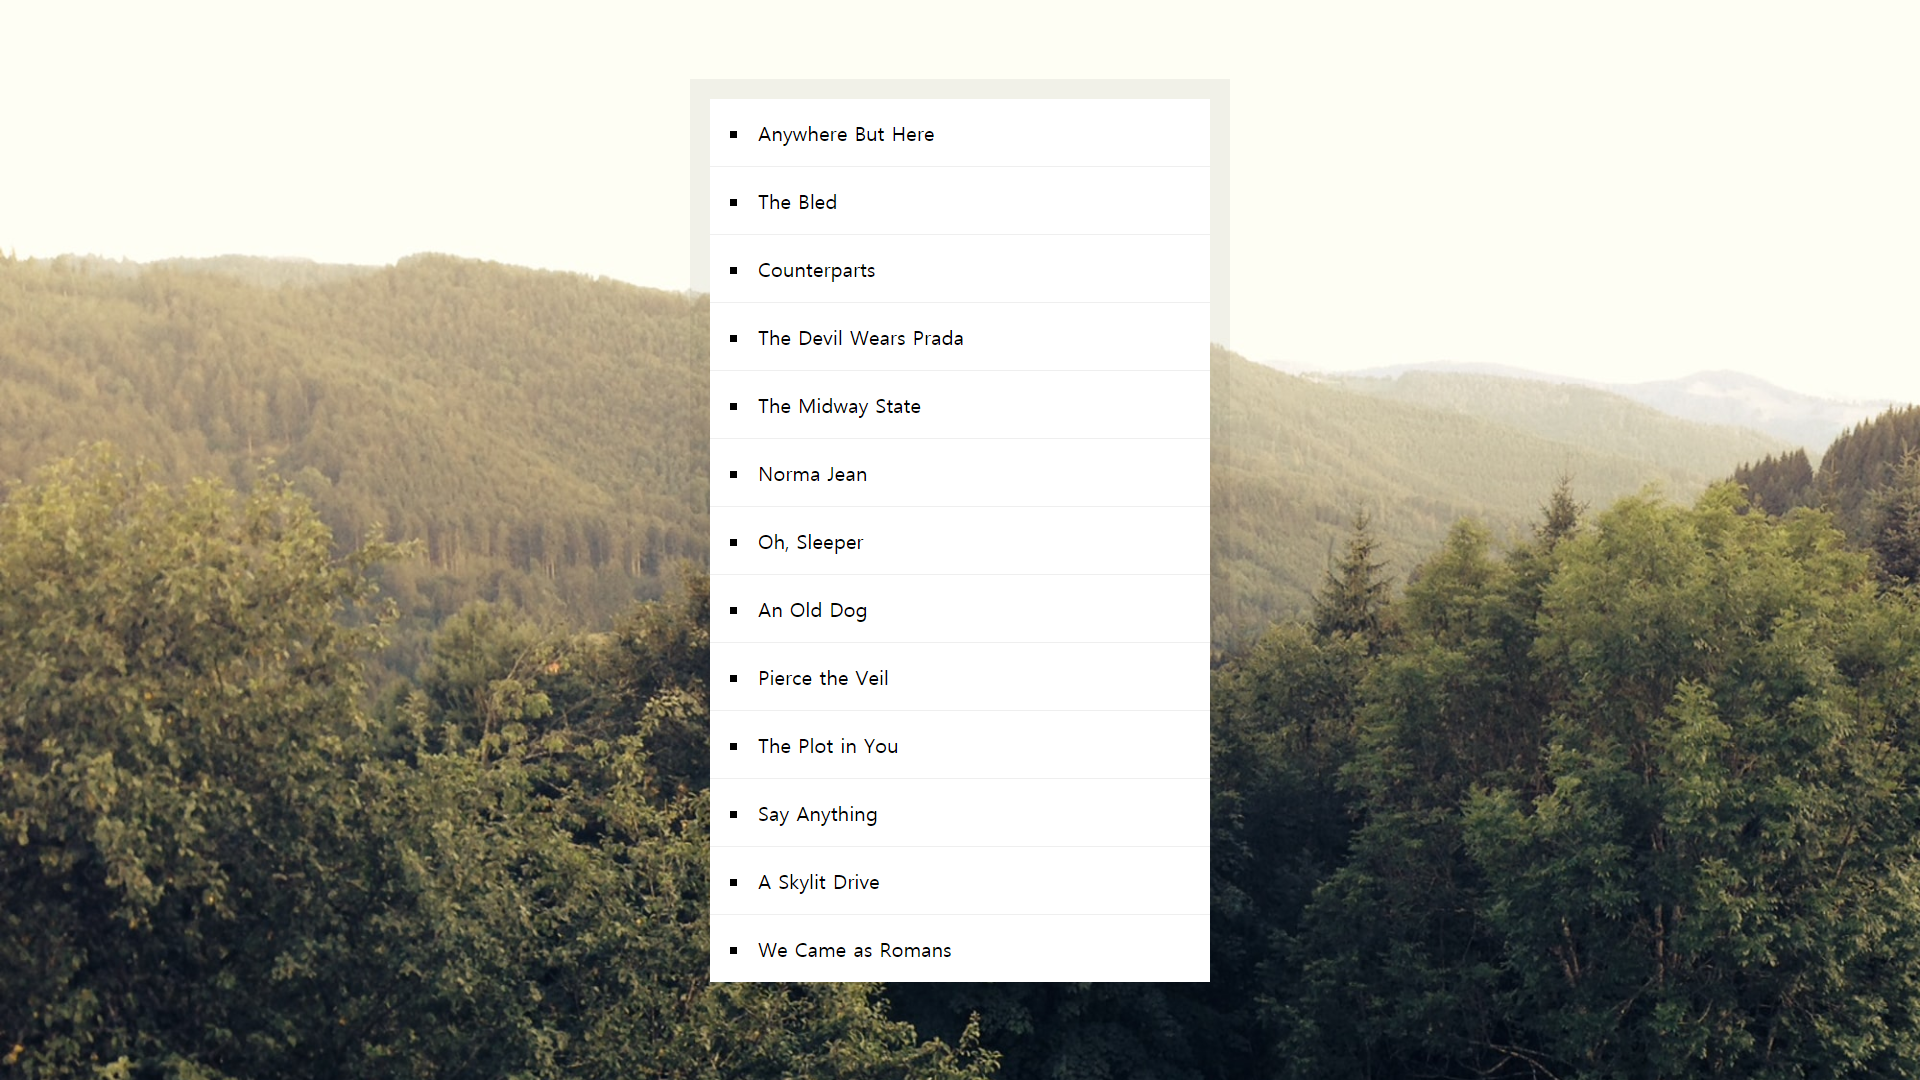 Anywhere But Here
The Bled
Counterparts
The Devil Wears Prada
The Midway State
Norma Jean
Oh, Sleeper
An Old Dog
Pierce the Veil
The Plot in You
Say Anything
A Skylit Drive
We Came as Romans